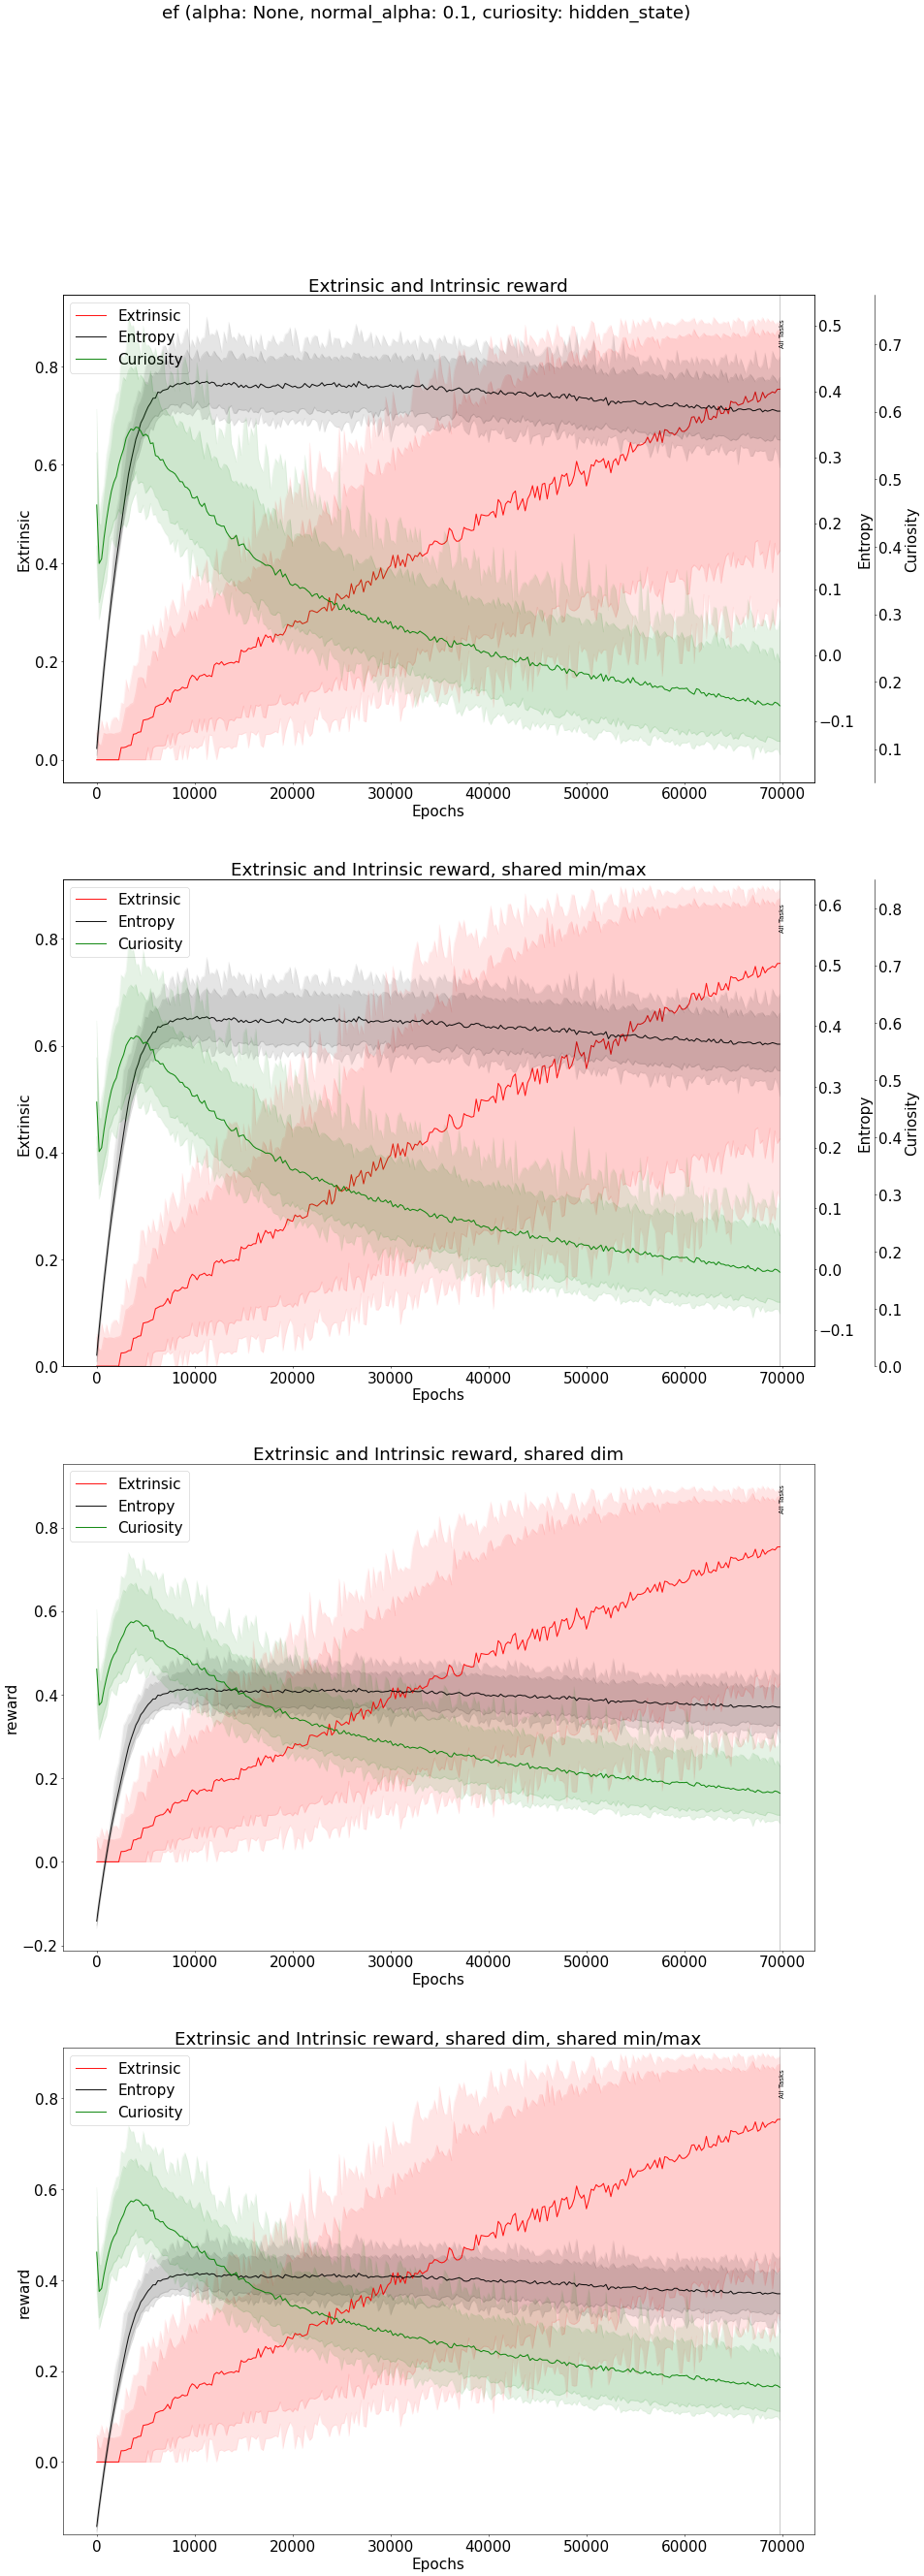 ef (alpha: None, normal_alpha: 0.1, curiosity: hidden_state)
Extrinsic and Intrinsic reward
Extrinsic
Entropy
Curiosity
All Tasks
0.8
0.6
0.4
0.2
0.0
Extrinsic
0.5
0.4
0.3
0.2
0.1
0.0
−0.1
Entropy
0.7
0.6
0.5
0.4
0.3
0.2
0.1
Curiosity
0 10000 20000 30000 40000 50000 60000 70000
Epochs
Extrinsic and Intrinsic reward, shared min/max
Extrinsic
Entropy
Curiosity
All Tasks
0.8
0.6
0.4
0.2
0.0
Extrinsic
0.6
0.5
0.4
0.3
0.2
0.1
0.0
−0.1
Entropy
0.8
0.7
0.6
0.5
0.4
0.3
0.2
0.1
0.0
Curiosity
0 10000 20000 30000 40000 50000 60000 70000
Epochs
Extrinsic and Intrinsic reward, shared dim
Extrinsic
Entropy
Curiosity
All Tasks
0.8
0.6
0.4
0.2
0.0
−0.2
reward
0 10000 20000 30000 40000 50000 60000 70000
Epochs
Extrinsic and Intrinsic reward, shared dim, shared min/max
Extrinsic
Entropy
Curiosity
All Tasks
0.8
0.6
0.4
0.2
0.0
reward
0 10000 20000 30000 40000 50000 60000 70000
Epochs